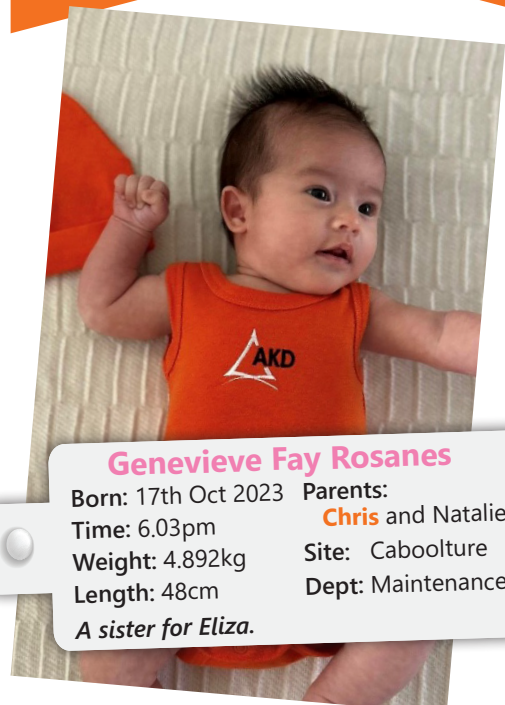 AKD
Genevieve Fay Rosanes
Born: 17th Oct 2023
Time: 6.03pm
Weight: 4.892kg
Length: 48cm
A sister for Eliza.
Parents:
Chris and Natalie
Site: Caboolture
Dept: Maintenance